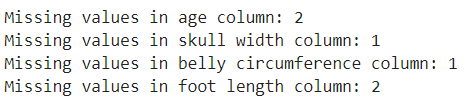 Missing values in age column: 2
Missing values in skull width column: 1
Missing values in belly circumference column: 1
Missing values in foot length column: 2